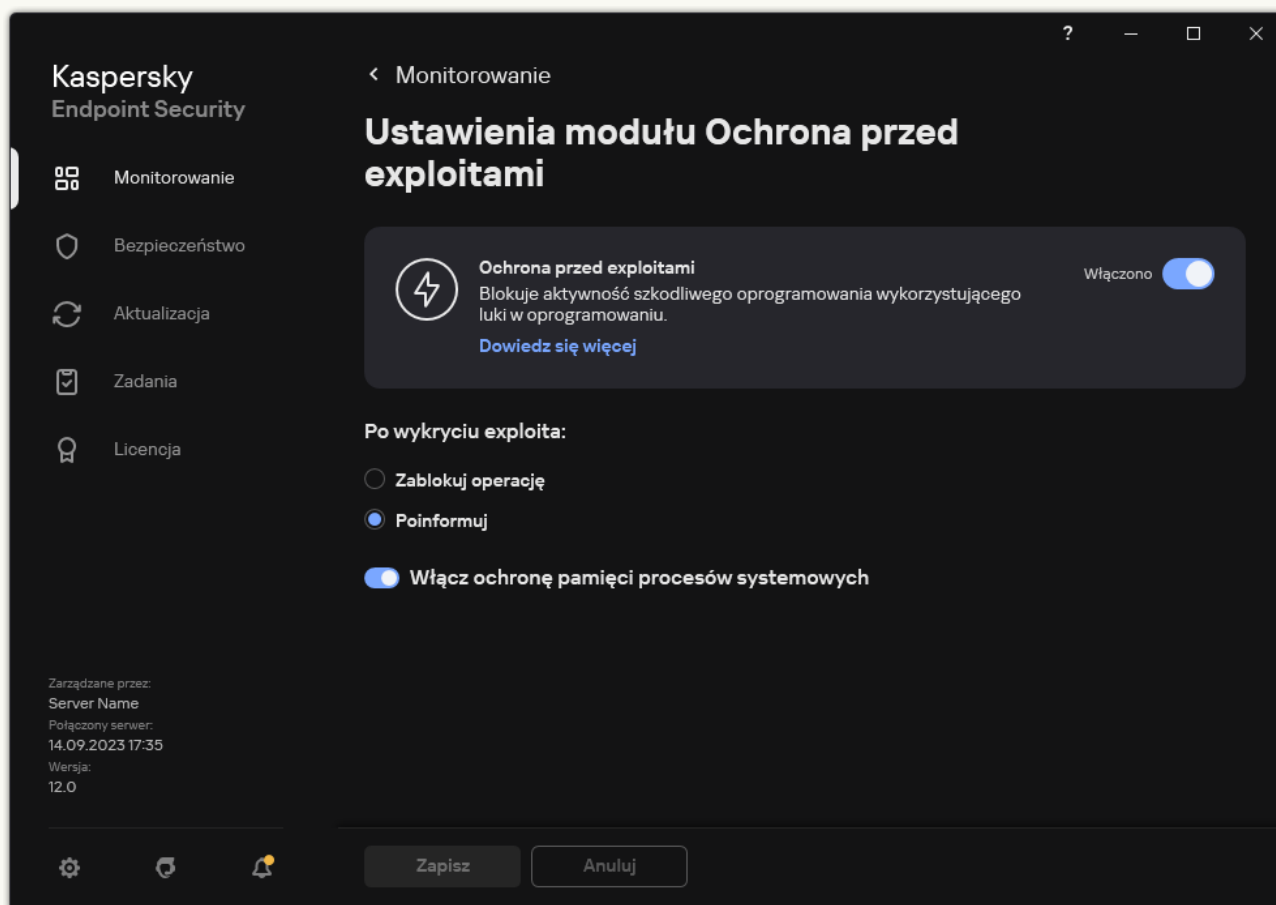 ?
Kaspersky
Endpoint Security
Monitorowanie
Bezpieczeństwo
Aktualizacja
Zadania
Licencja
Zarządzane przez:
Server Name
Połączony serwer:
14.09.2023 17:35
Wersja:
12.0
Monitorowanie
Ustawienia modułu Ochrona przed
exploitami
Ochrona przed exploitami
Blokuje aktywność szkodliwego oprogramowania wykorzystującego
luki w oprogramowaniu.
Dowiedz się więcej
Włączono
Po wykryciu exploita:
Zablokuj operację
Poinformuj
Włącz ochronę pamięci procesów systemowych
Zapisz
Anuluj